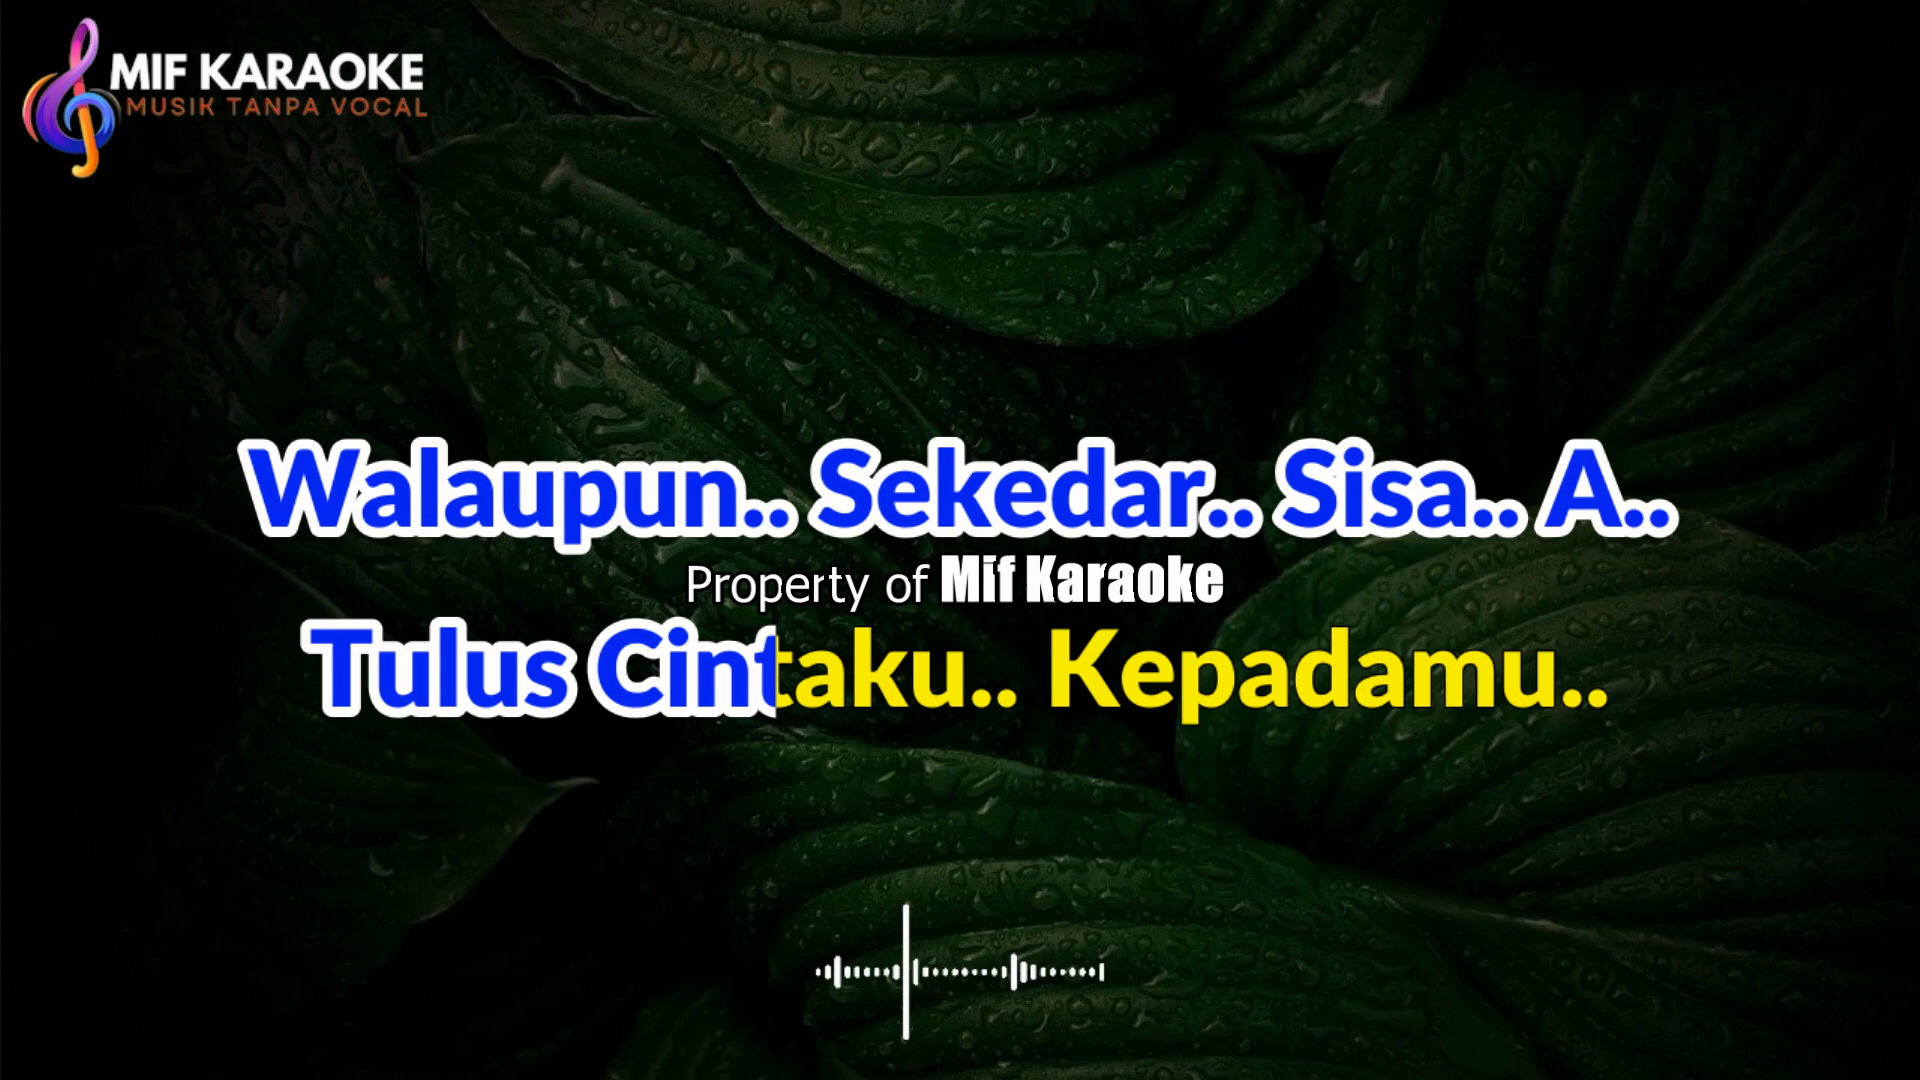 MIF KARAOKE
MUSIK TANPA VOCAL
Walaupun.. Sekedar.. Sisa.. A..
Property of Mif Karaoke
Tulus Cintaku.. Kepadamu..